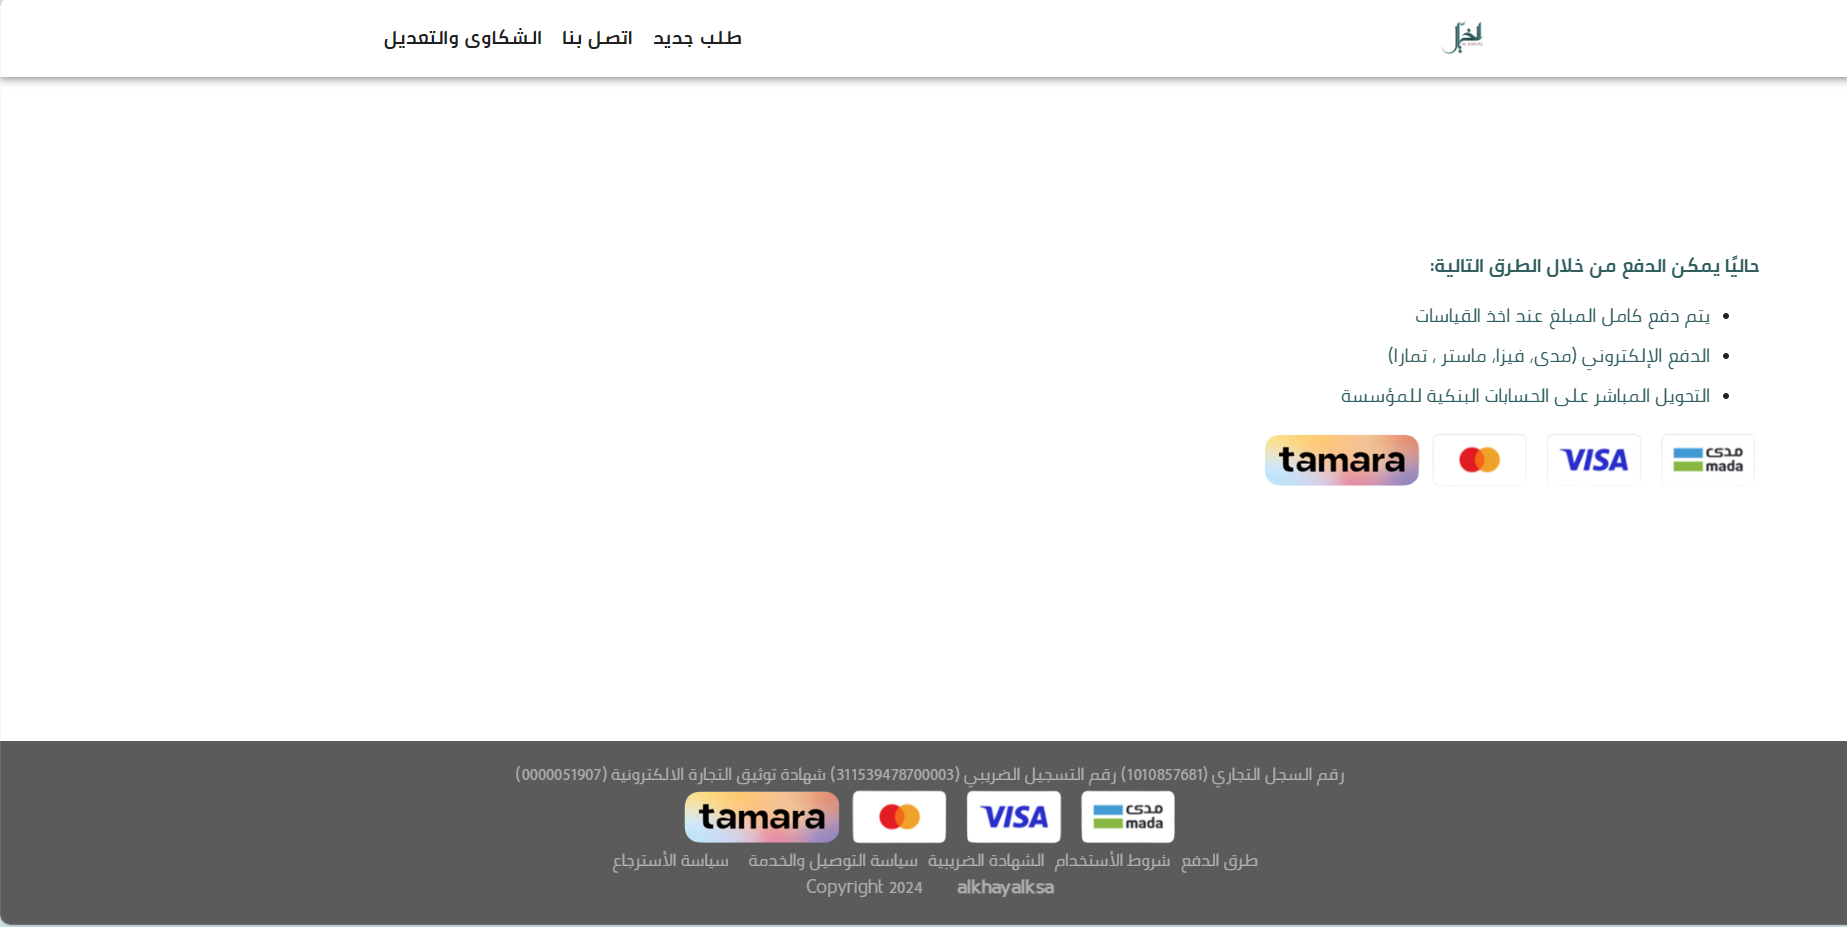 الخيال
AL KHAYAL
طلب جديد اتصل بنا الشكاوى والتعديل
حاليًا يمكن الدفع من خلال الطرق التالية:
يتم دفع كامل المبلغ عند اخذ القياسات
الدفع الإلكتروني (مدى، فيزا، ماستر ، تمارا)
التحويل المباشر على الحسابات البنكية للمؤسسة
مدى mada VISA tamara
رقم السجل التجاري (1010857681) رقم التسجيل الضريبي (311539478700003) شهادة توثيق التجارة الالكترونية (0000051907)
مدى mada VISA tamara
طرق الدفع شروط الأستخدام الشهادة الضريبية سياسة التوصيل والخدمة سياسة الأسترجاع
Copyright 2024 alkhayalksa